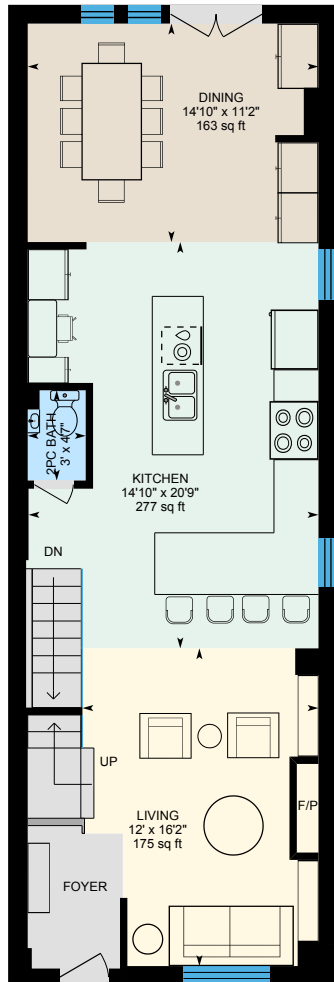 DINING
14'10" x 11'2"
163 sq ft
2PC BATH
3' x 4'7"
KITCHEN
14'10" x 20'9"
277 sq ft
DN
UP
LIVING
12' x 16'2"
175 sq ft
F/P
FOYER